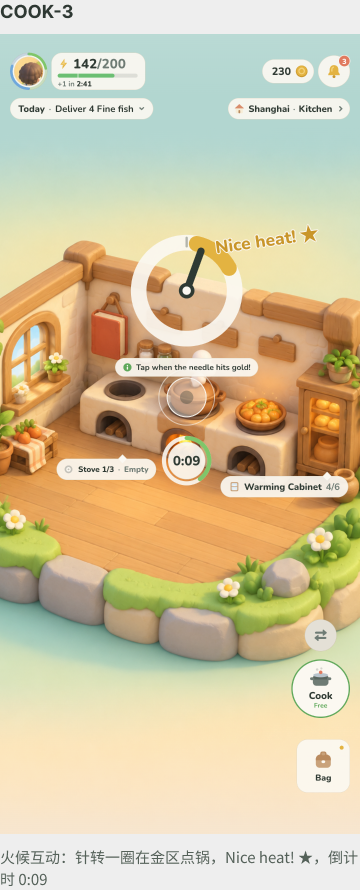 COOK-3
142/200
+1 in 2:41
230
3
Today · Deliver 4 Fine fish
Shanghai · Kitchen
Nice heat! ★
Tap when the needle hits gold!
0:09
Stove 1/3 · Empty
Warming Cabinet 4/6
Cook
Free
Bag
火候互动：针转一圈在金区点锅，Nice heat! ★，倒计
时 0:09